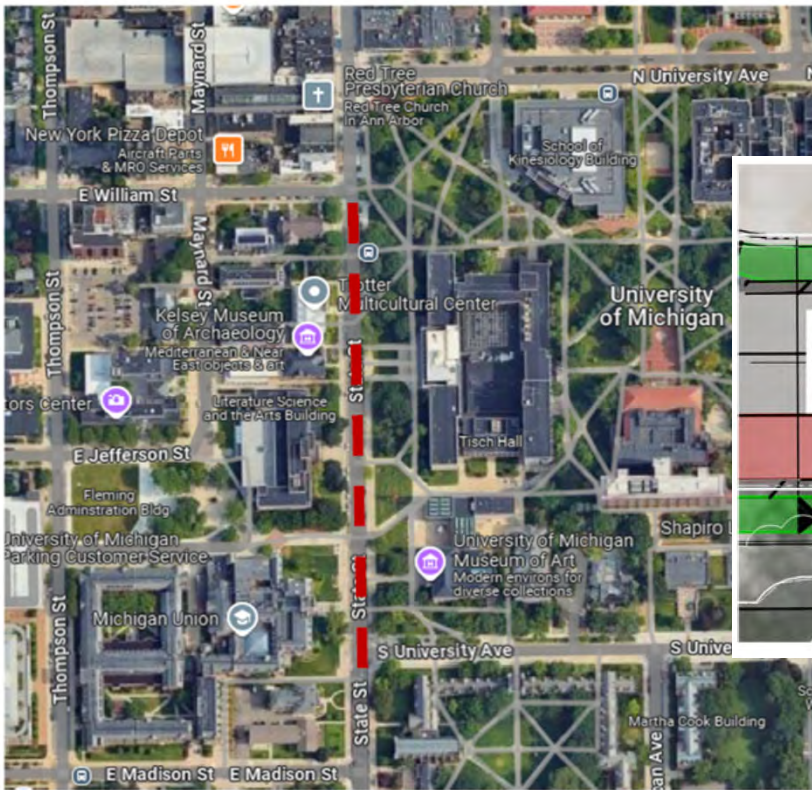 Thompson St
Maynard St
Red Tree
Presbyterian Church
Red Tree Church
in Ann Arbor
N University Ave
New York Pizza Depot
Aircraft Parts
& MRO Services
School of
Kinesiology Building
E William St
Maynard St
Trotter
Multicultural Center
Thompson St
Kelsey Museum
of Archaeology
Mediterranean & Near
East objects & art
University
of Michigan
tors Center
Literature Science
and the Arts Building
Tisch Hall
E Jefferson St
Fleming
Adminstration Bldg
University of Michigan
Parking Customer Service
University of Michigan
Museum of Art
Modern environs for
diverse collections
Shapiro
Thompson St
Michigan Union
S University Ave
S Unive
State St
Martha Cook Building
E Madison St
E Madison St